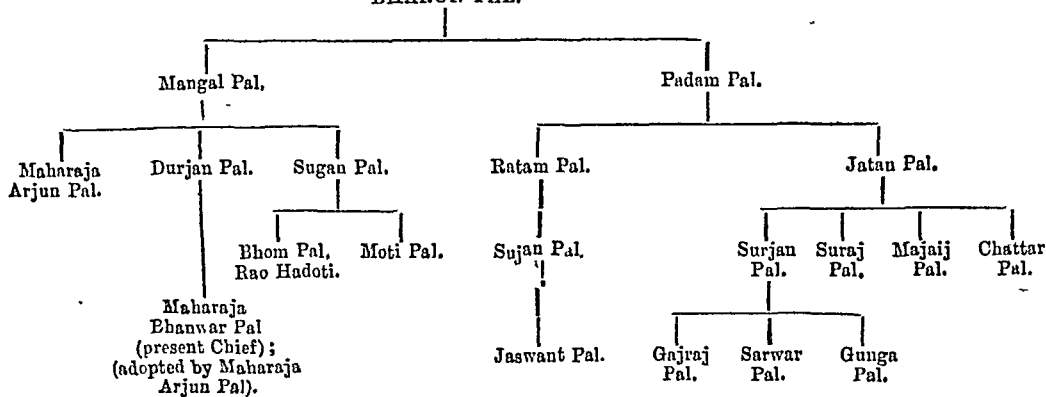 PAL.
Mangal Pal.
Padam Pal.
Maharaja
Arjun Pal.
Durjan Pal.
Sugan Pal.
Ratam Pal.
Jatan Pal.
Bhom Pal,
Rao Hadoti.
Moti Pal.
Sujan Pal.
Surjan
Pal.
Suraj
Pal.
Majaij
Pal.
Chattar
Pal.
Maharaja
Bhanwar Pal
(present Chief);
(adopted by Maharaja
Arjun Pal).
Jaswant Pal.
Gajraj
Pal.
Sarwar
Pal.
Gunga
Pal.